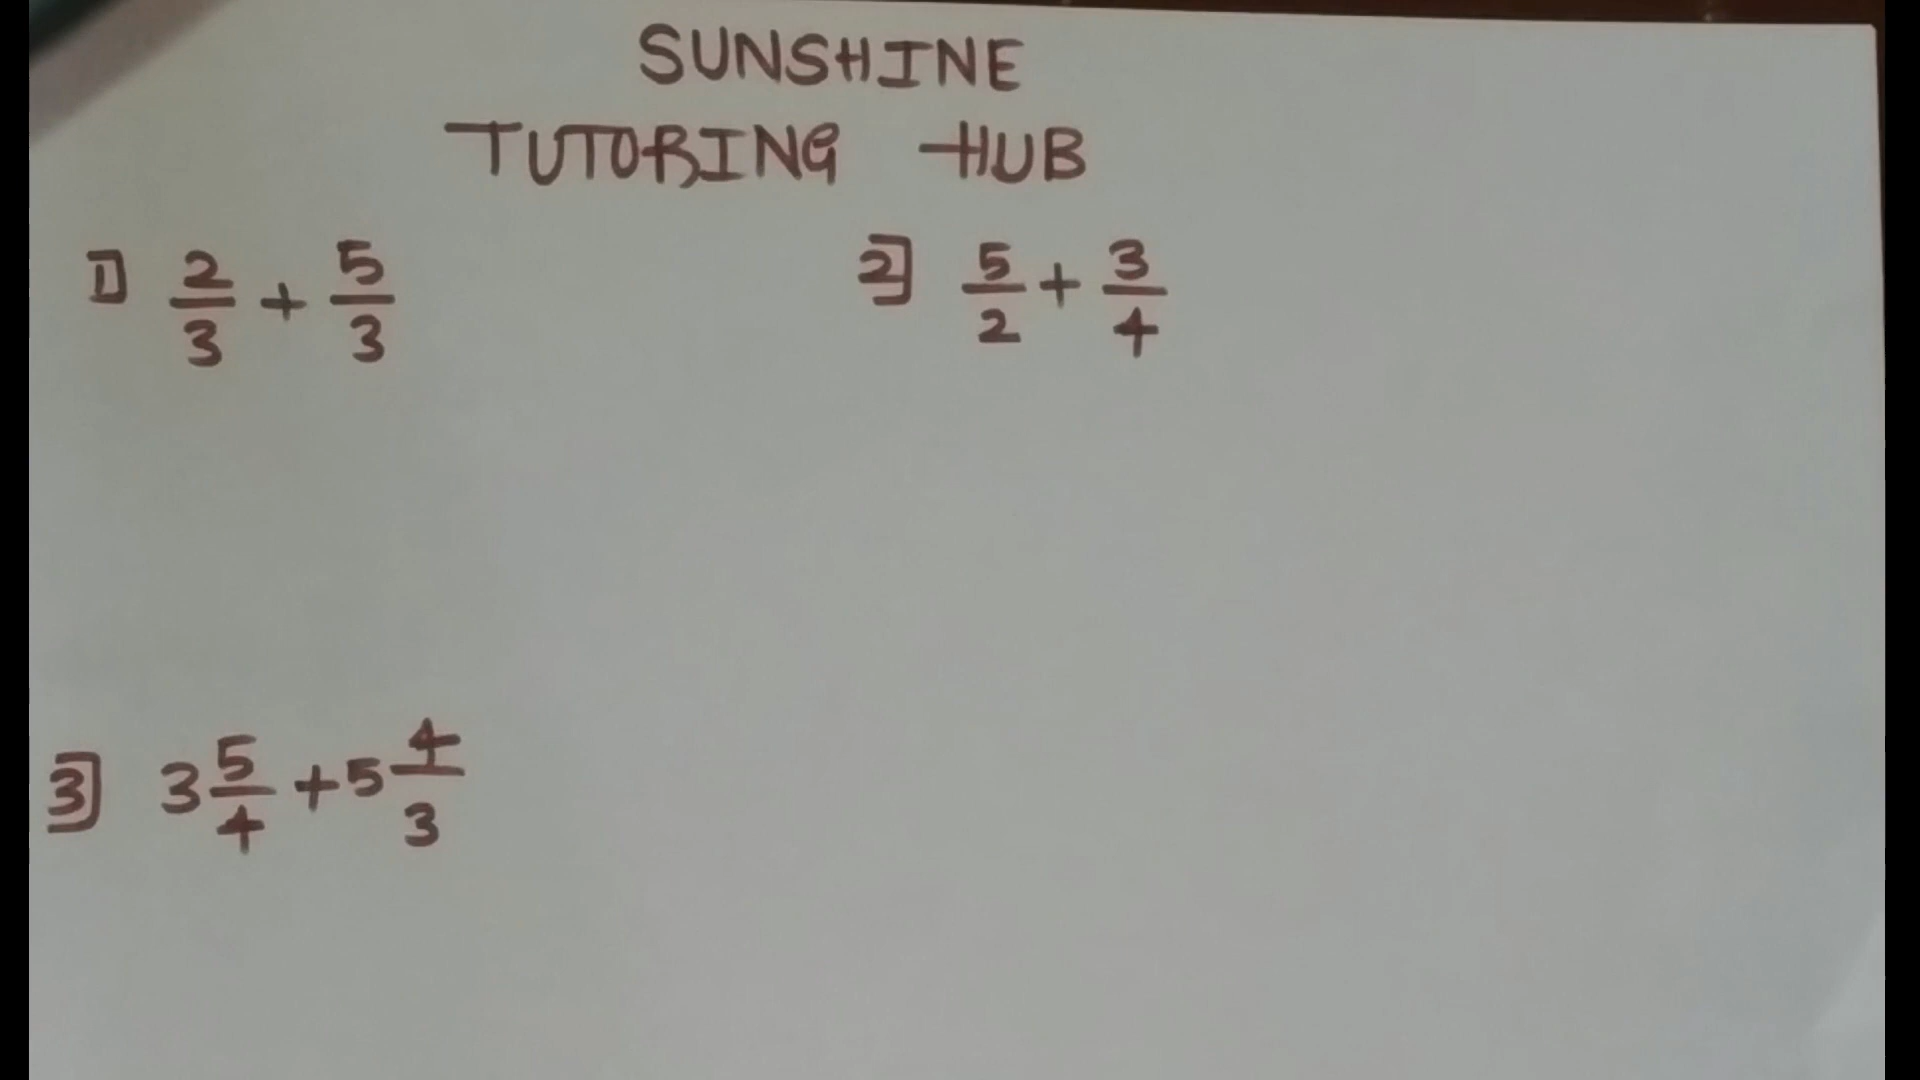 SUNSHINE
TUTORING HUB
1] 2/3 + 5/3
2] 5/2 + 3/4
3] 3 5/4 + 5 4/3